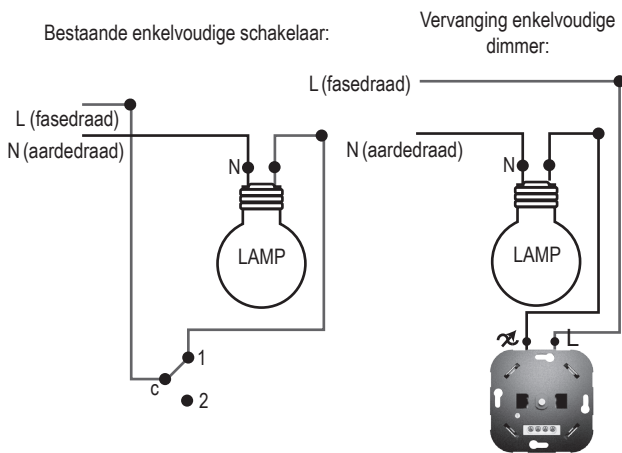 Bestaande enkelvoudige schakelaar:
L (fasedraad)
N (aardedraad)
N
LAMP
1
c
2
Vervanging enkelvoudige
dimmer:
L (fasedraad)
N (aardedraad)
N
LAMP
L